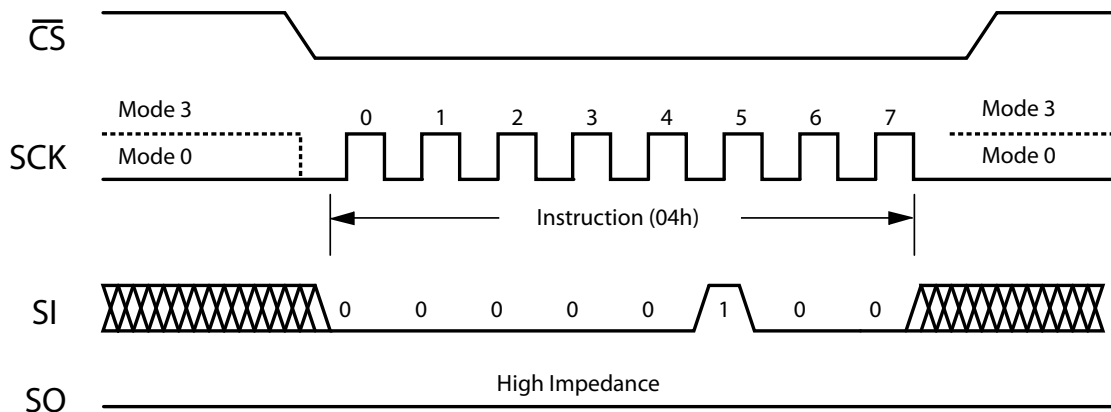 C̅S̅
Mode 3
0 1 2 3 4 5 6 7
Mode 3
SCK
Mode 0
Mode 0
Instruction (04h)
SI
0 0 0 0 0 1 0 0
High Impedance
SO